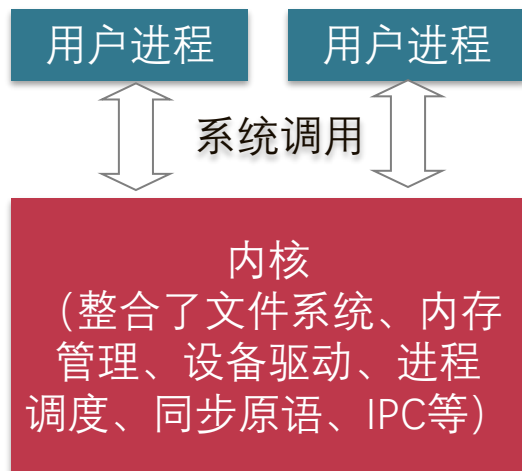 用户进程 用户进程
系统调用
内核
（整合了文件系统、内存
管理、设备驱动、进程
调度、同步原语、IPC等）